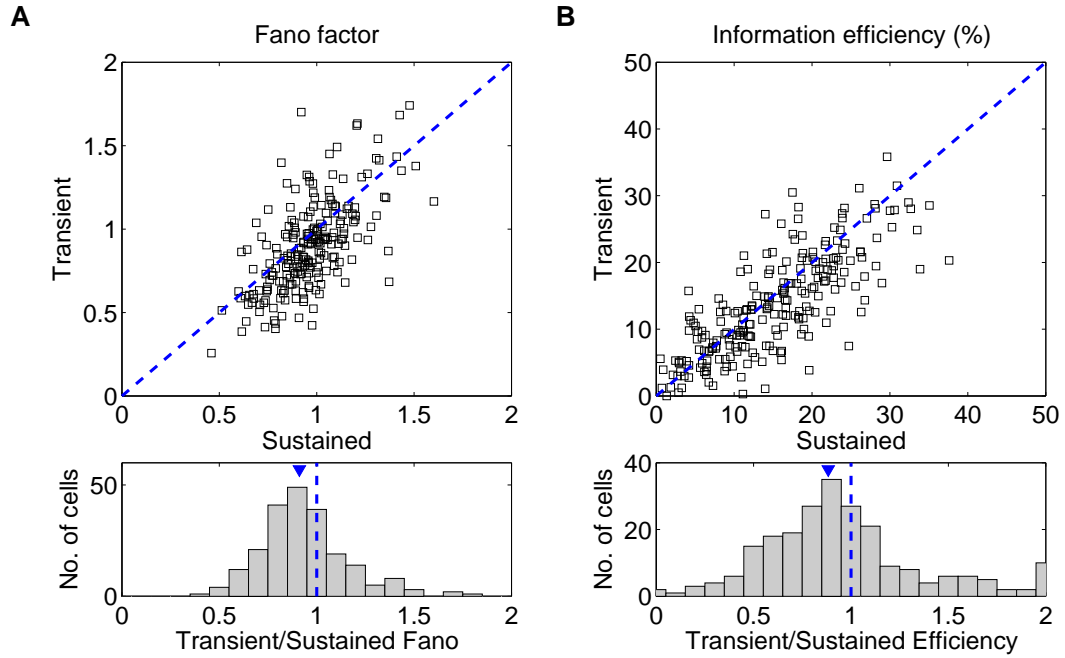 A
Fano factor
2
1.5
1
0.5
0
Transient
0 0.5 1 1.5 2
Sustained
50
0
No. of cells
0 0.5 1 1.5 2
Transient/Sustained Fano
B
Information efficiency (%)
50
40
30
20
10
0
Transient
0 10 20 30 40 50
Sustained
40
20
0
No. of cells
0 0.5 1 1.5 2
Transient/Sustained Efficiency